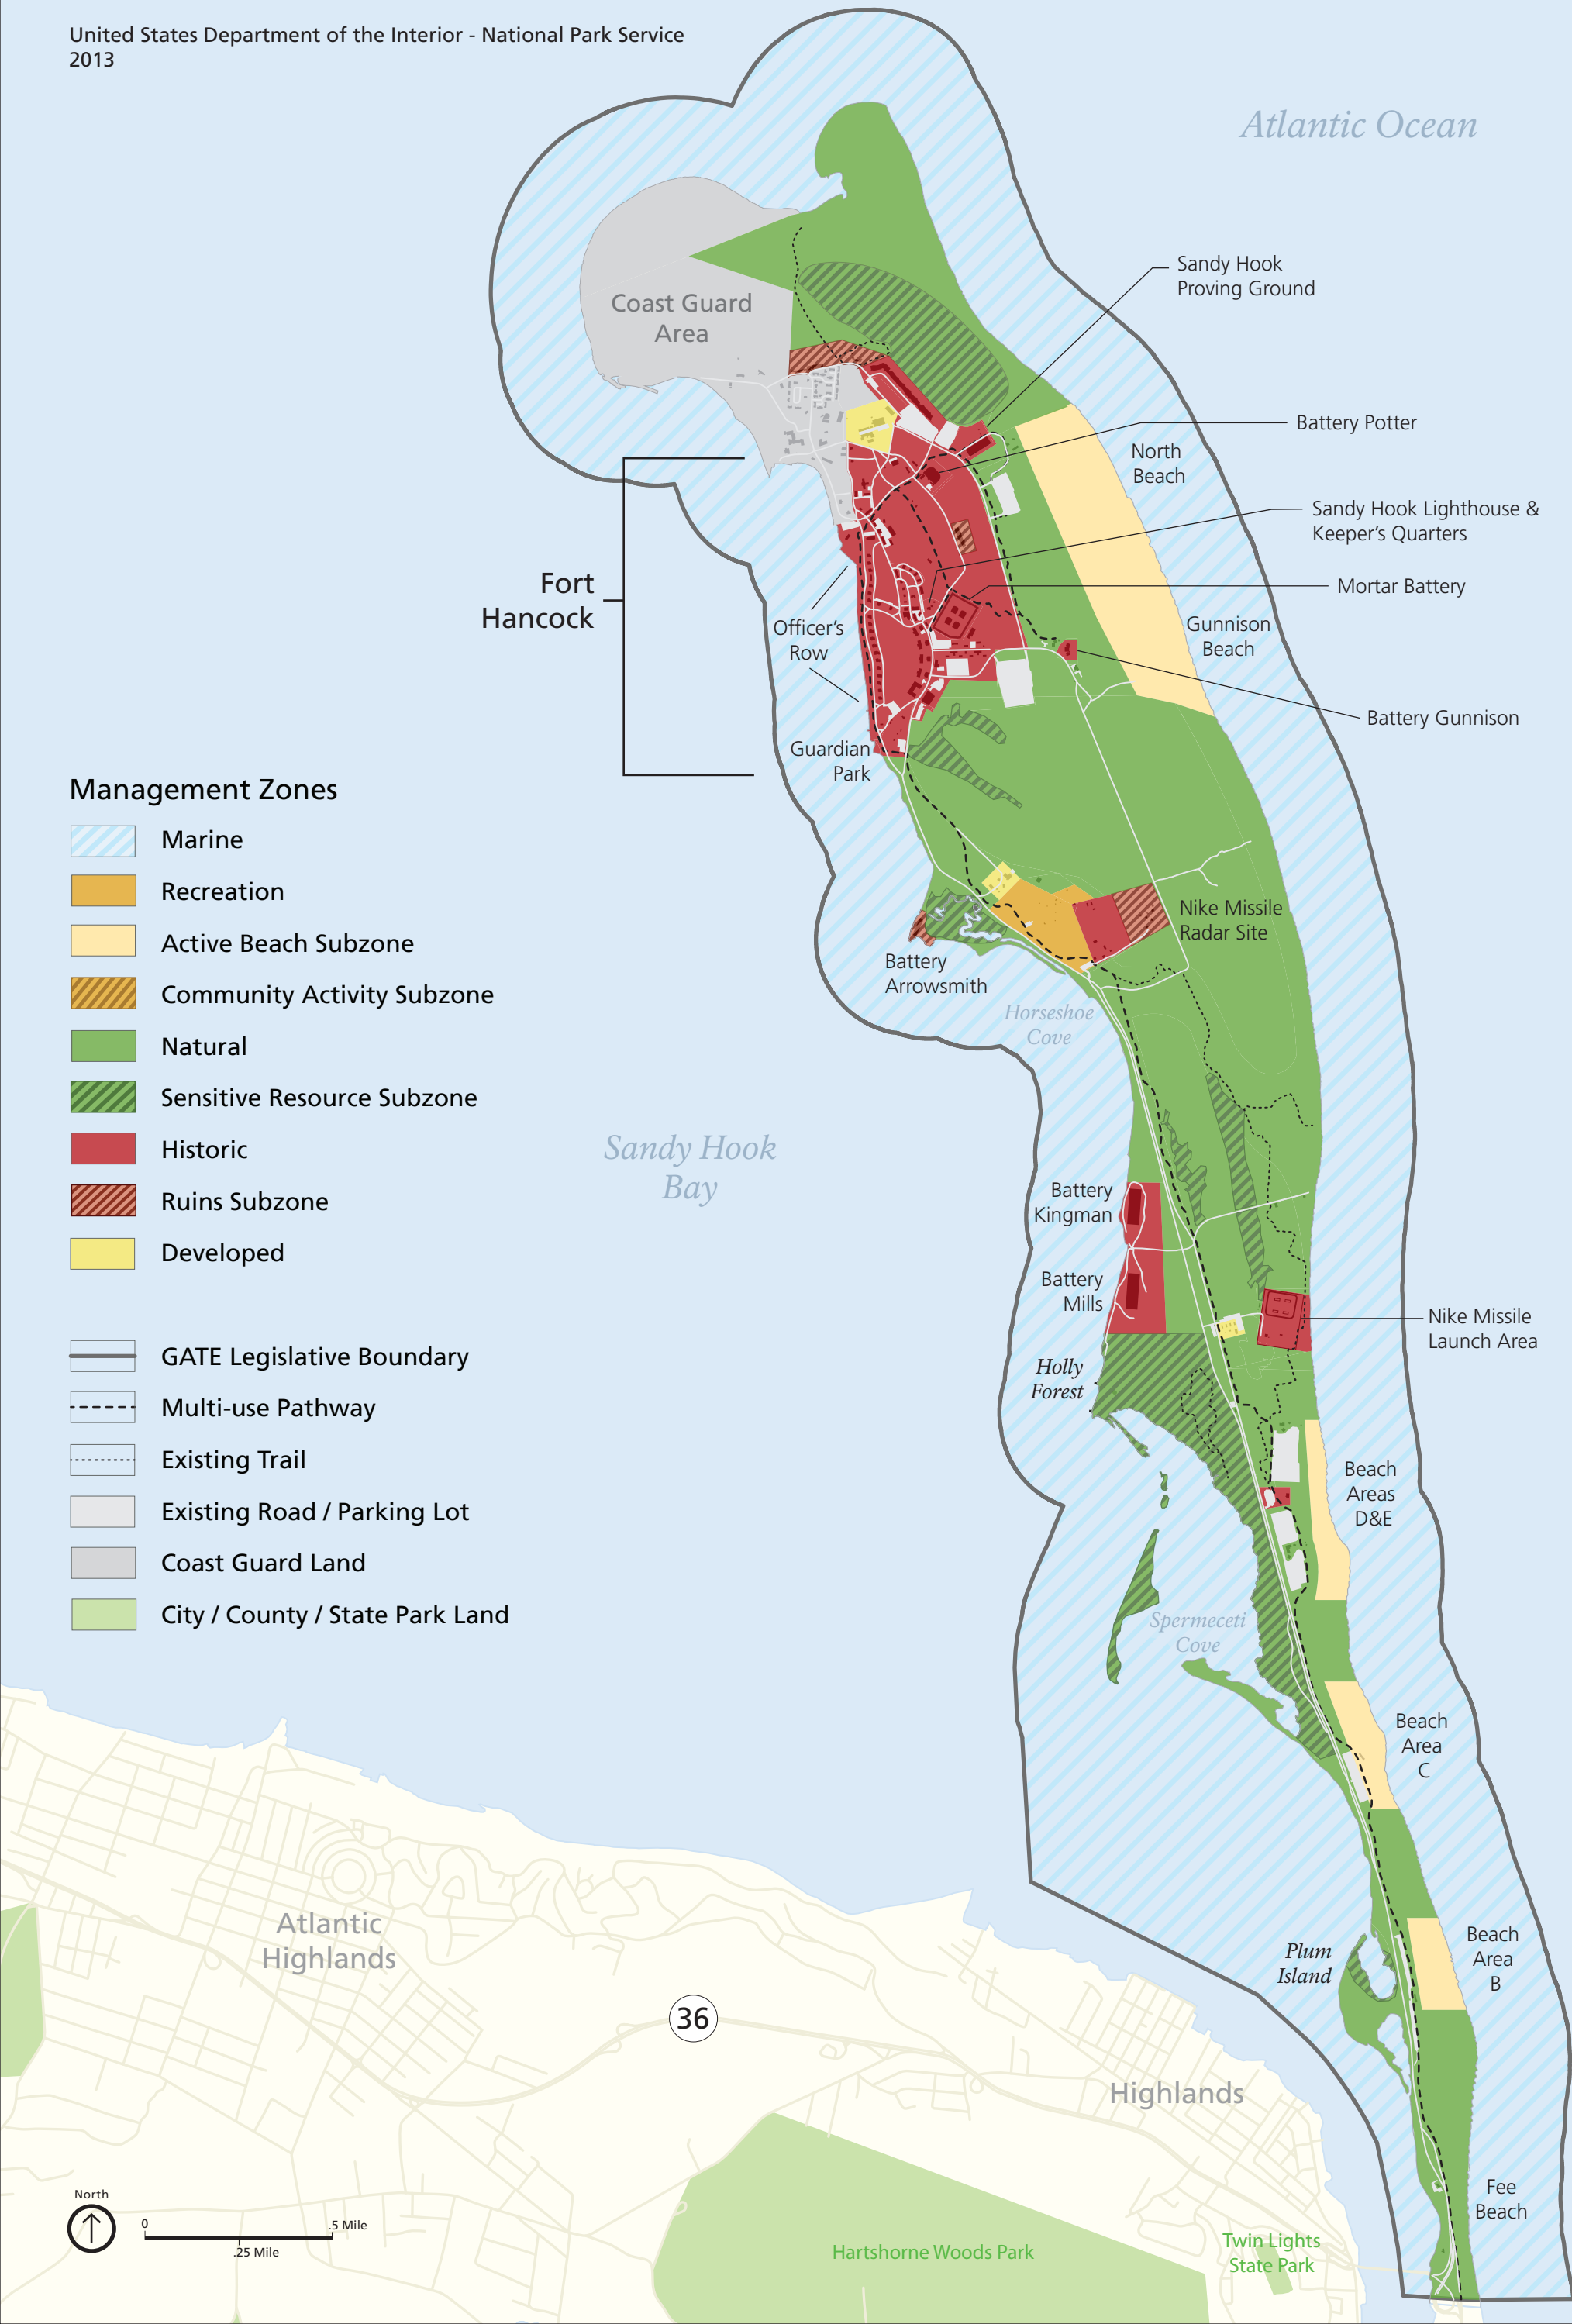 United States Department of the Interior - National Park Service
2013
Atlantic Ocean
Sandy Hook
Proving Ground
Coast Guard
Area
Battery Potter
North
Beach
Sandy Hook Lighthouse &
Keeper's Quarters
Fort
Hancock
Mortar Battery
Officer's
Row
Gunnison
Beach
Battery Gunnison
Guardian
Park
Management Zones
Marine
Recreation
Active Beach Subzone
Community Activity Subzone
Natural
Sensitive Resource Subzone
Historic
Ruins Subzone
Developed
GATE Legislative Boundary
Multi-use Pathway
Existing Trail
Existing Road / Parking Lot
Coast Guard Land
City / County / State Park Land
Nike Missile
Radar Site
Battery
Arrowsmith
Horseshoe
Cove
Sandy Hook
Bay
Battery
Kingman
Battery
Mills
Nike Missile
Launch Area
Holly
Forest
Beach
Areas
D&E
Spermeceti
Cove
Beach
Area
C
Atlantic
Highlands
Plum
Island
Beach
Area
B
36
Highlands
Fee
Beach
North
0
.5 Mile
.25 Mile
Hartshorne Woods Park
Twin Lights
State Park